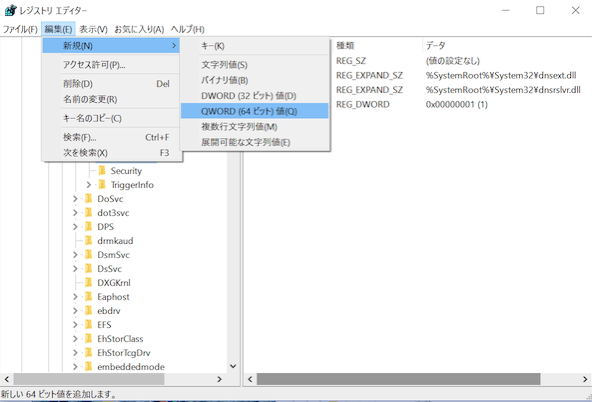 レジストリ エディター
ファイル(F) 編集(E) 表示(V) お気に入り(A) ヘルプ(H)
新規(N)
アクセス許可(P)...
削除(D) Del
名前の変更(R)
キー名のコピー(C)
検索(F)... Ctrl+F
次を検索(X) F3
キー(K)
文字列値(S)
バイナリ値(B)
DWORD (32 ビット) 値(D)
QWORD (64 ビット) 値(Q)
複数行文字列値(M)
展開可能な文字列値(E)
種類 データ
REG_SZ (値の設定なし)
REG_EXPAND_SZ %SystemRoot%¥System32¥dnsext.dll
REG_EXPAND_SZ %SystemRoot%¥System32¥dnsrslvr.dll
REG_DWORD 0x00000001 (1)
Security
TriggerInfo
DoSvc
dot3svc
DPS
drmkaud
DsmSvc
DsSvc
DXGKrnl
Eaphost
ebdrv
EFS
EhStorClass
EhStorTcgDrv
embeddedmode
新しい 64 ビット値を追加します。